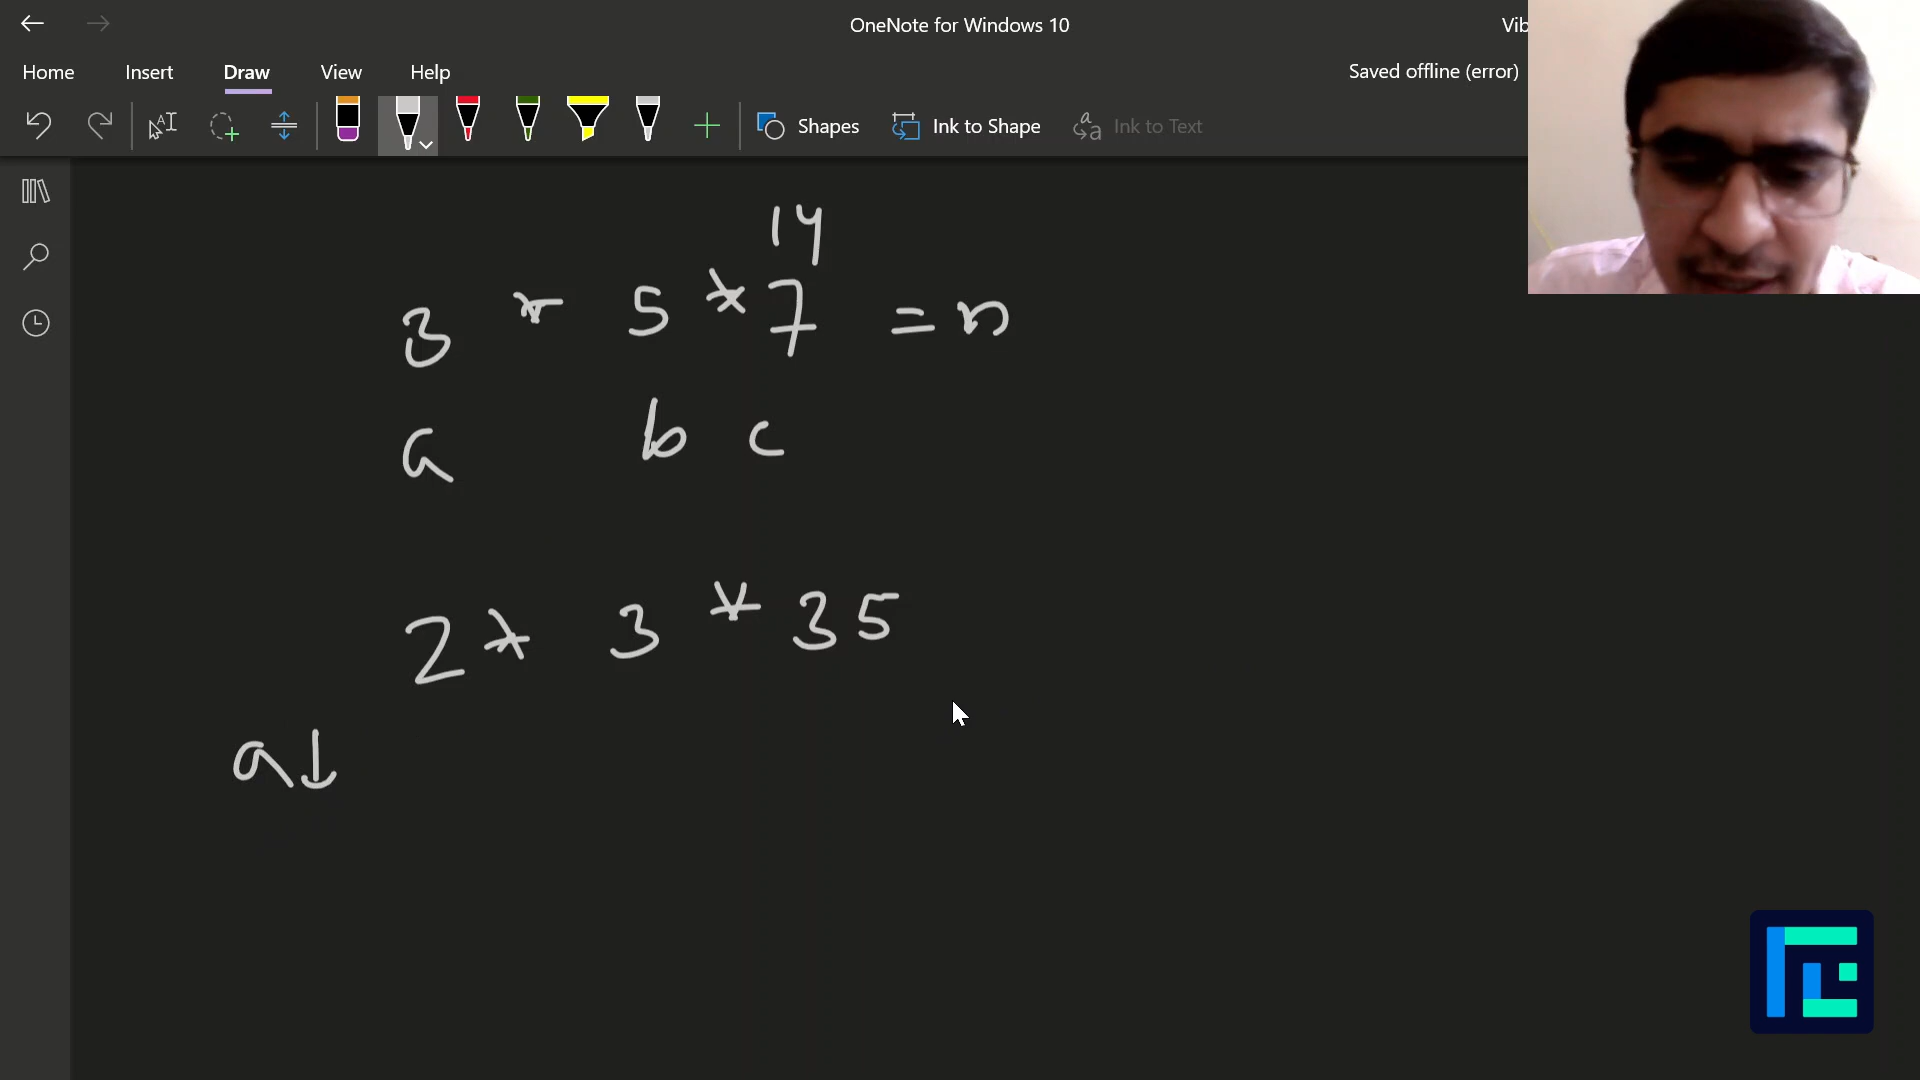 OneNote for Windows 10
Vib
Home Insert Draw View Help
Saved offline (error)
Shapes Ink to Shape Ink to Text
14
3 * 5 * 7 = n
a b c
2 * 3 * 35
a↓